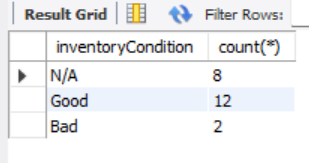 Result Grid Filter Rows:
inventoryCondition count(*)
N/A 8
Good 12
Bad 2